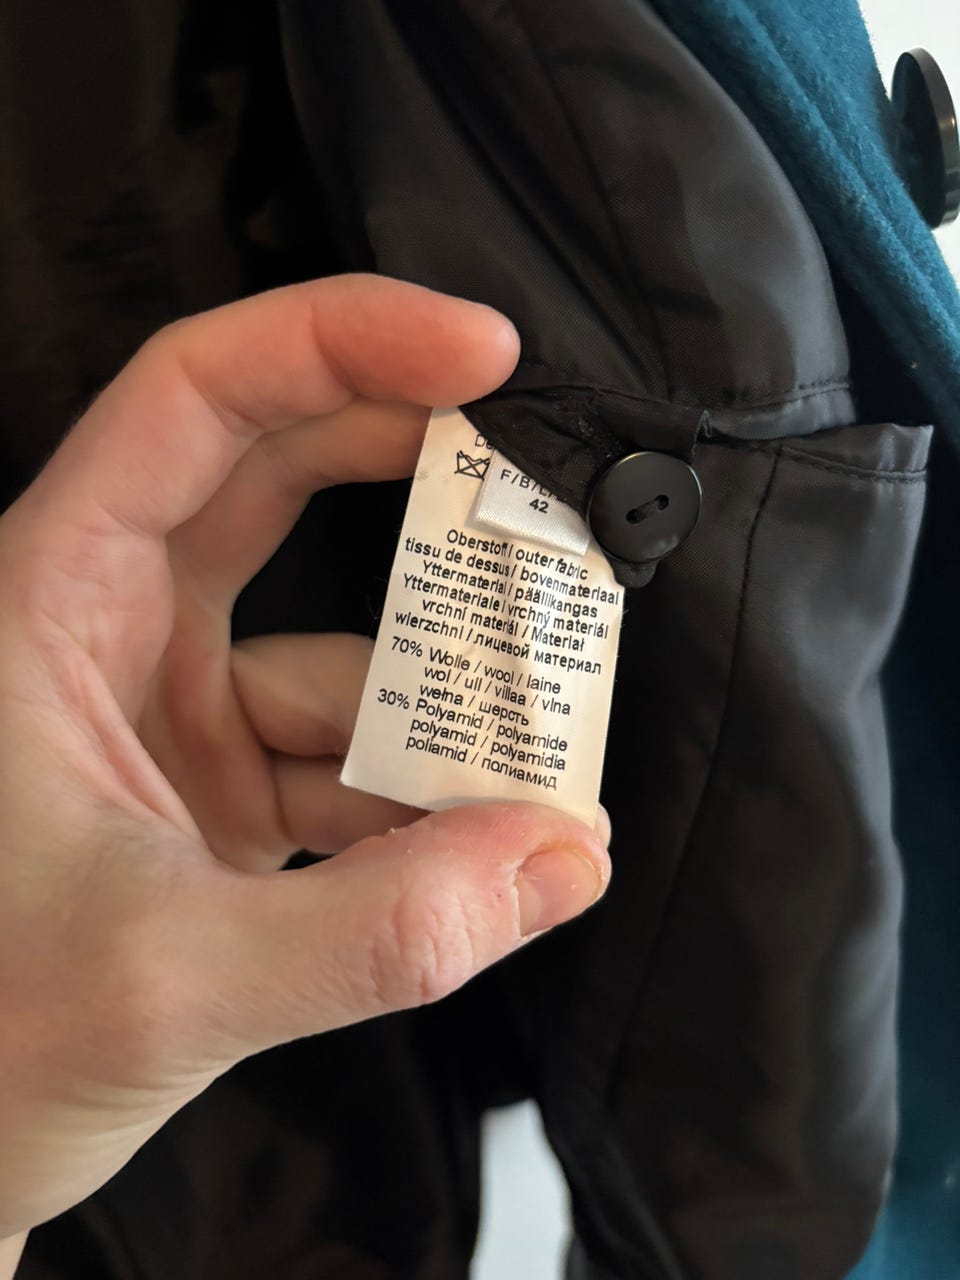 F/B/L
42
Oberstoff / outer fabric
tissu de dessus / bovenmateriaal
Yttermaterial / päällikangas
Yttermateriale / vrchný materiál
vrchní materiál / Materiał
wierzchni / лицевой материал
70% Wolle / wool / laine
wol / ull / villaa / vlna
wełna / шерсть
30% Polyamid / polyamide
polyamid / polyamidia
poliamid / полиамид